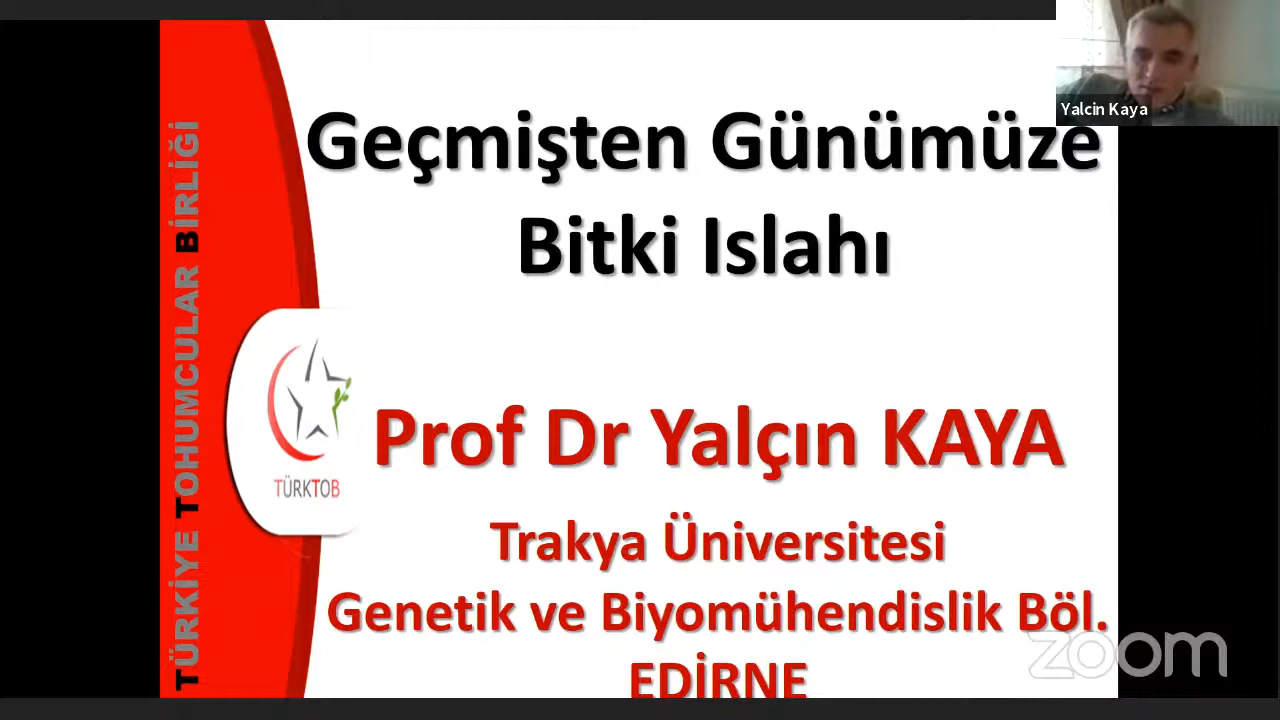 Geçmişten Günümüze
Bitki Islahı
Prof Dr Yalçın KAYA
Trakya Üniversitesi
Genetik ve Biyomühendislik Böl.
EDİRNE
TÜRKİYE TOHUMCULAR BİRLİĞİ
TÜRKTOB
Yalcin Kaya
zoom